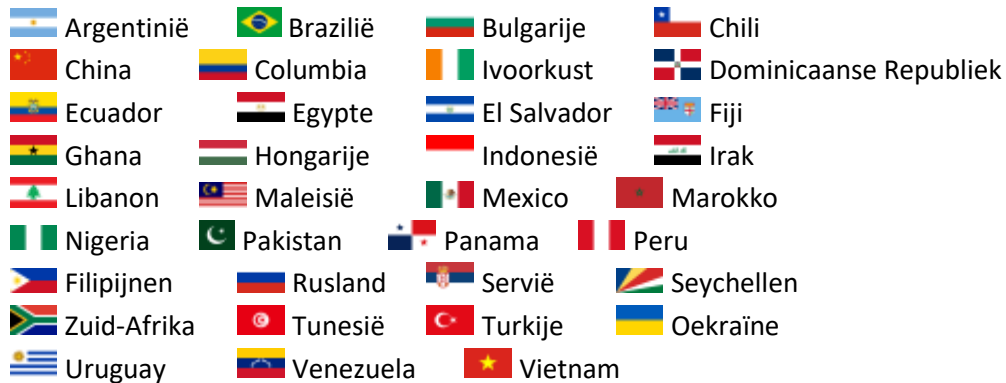 Argentinië Brazilië Bulgarije Chili
China Columbia Ivoorkust Dominicaanse Republiek
Ecuador Egypte El Salvador Fiji
Ghana Hongarije Indonesië Irak
Libanon Maleisië Mexico Marokko
Nigeria Pakistan Panama Peru
Filipijnen Rusland Servië Seychellen
Zuid-Afrika Tunesië Turkije Oekraïne
Uruguay Venezuela Vietnam